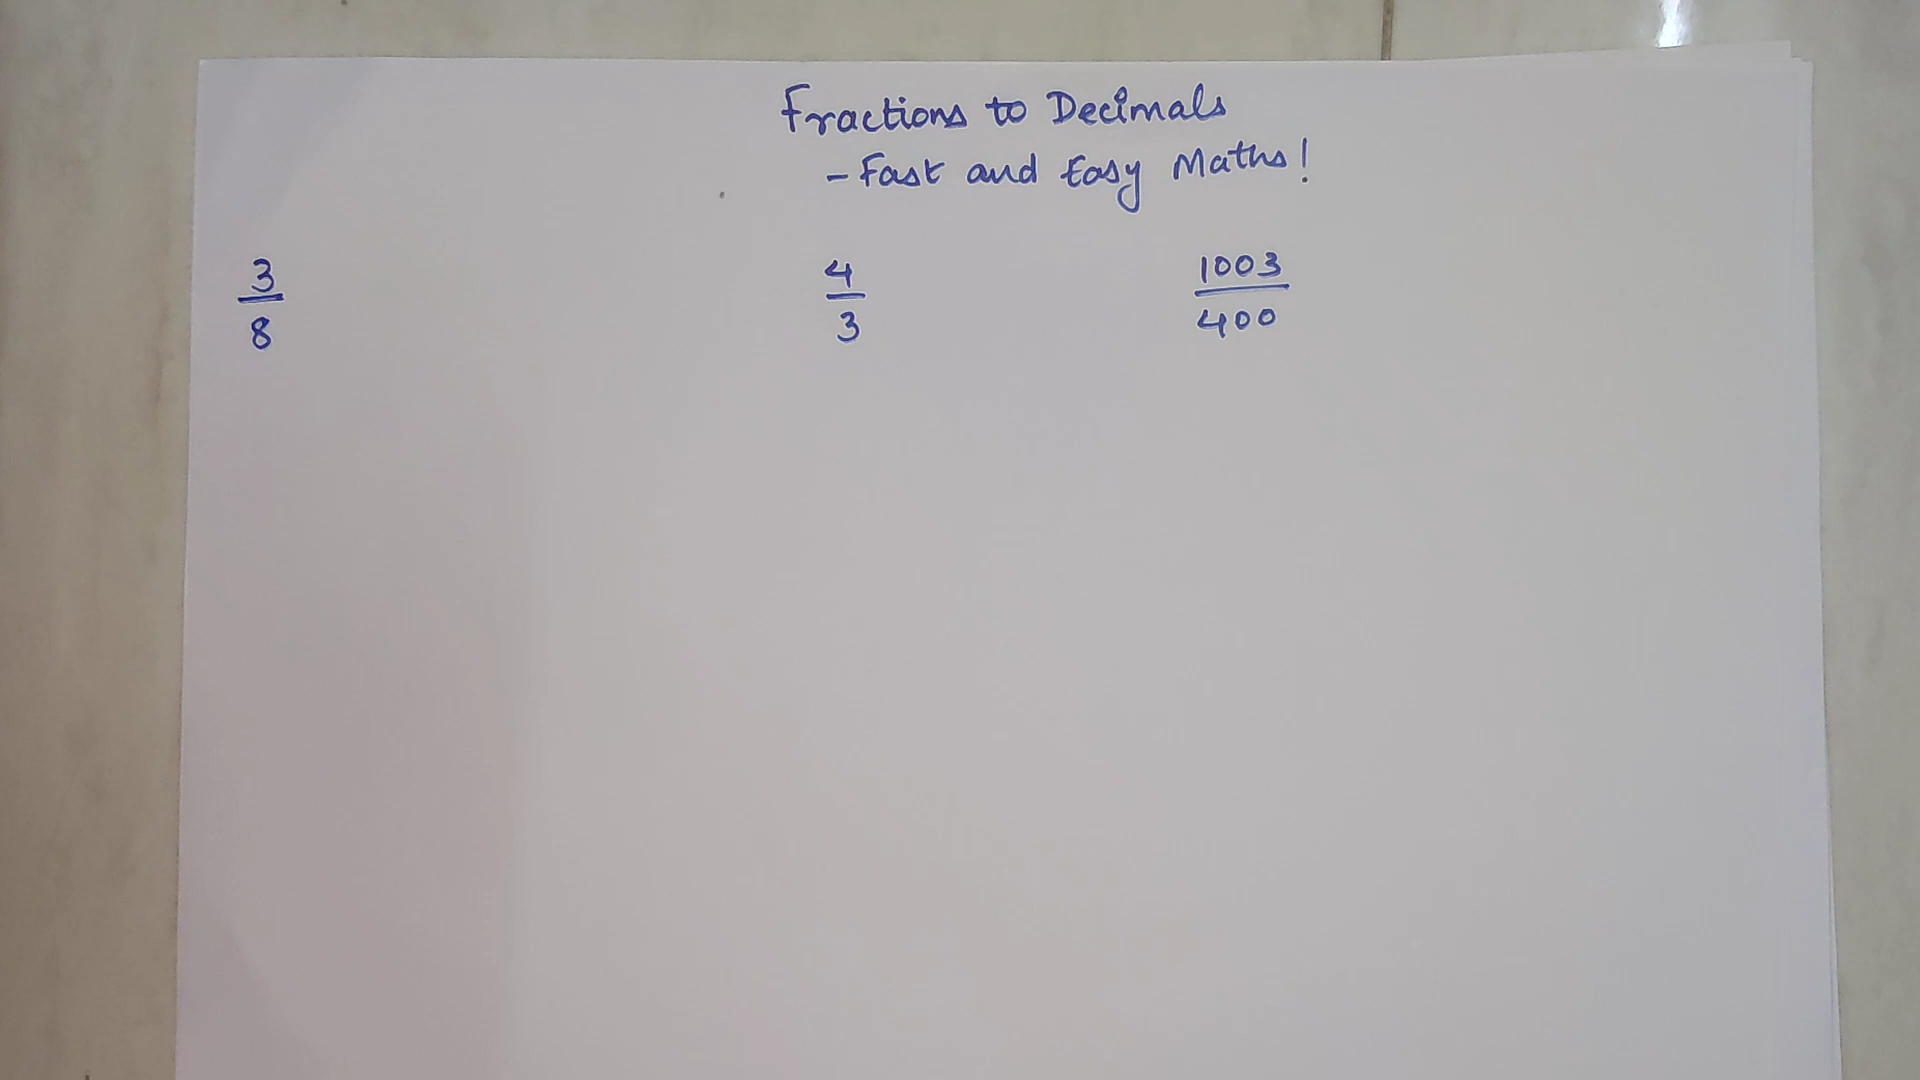 Fractions to Decimals
- Fast and Easy Maths!
3/8
4/3
1003/400